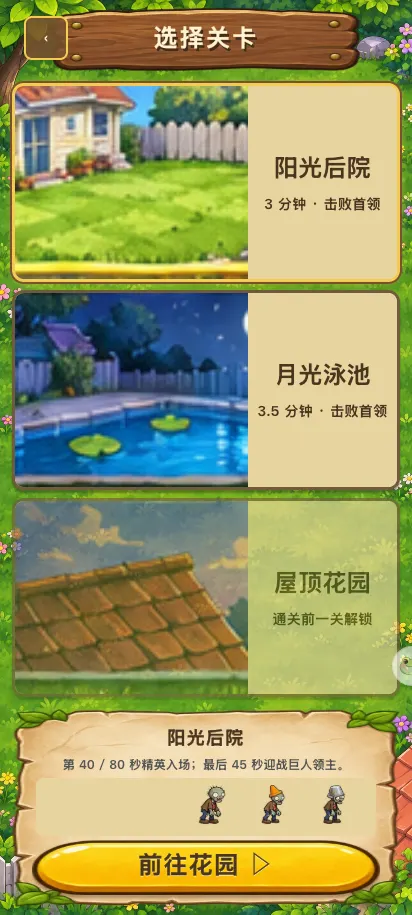 选择关卡
阳光后院
3 分钟 · 击败首领
月光泳池
3.5 分钟 · 击败首领
屋顶花园
通关前一关解锁
阳光后院
第 40 / 80 秒精英入场；最后 45 秒迎战巨人领主。
前往花园 ▷